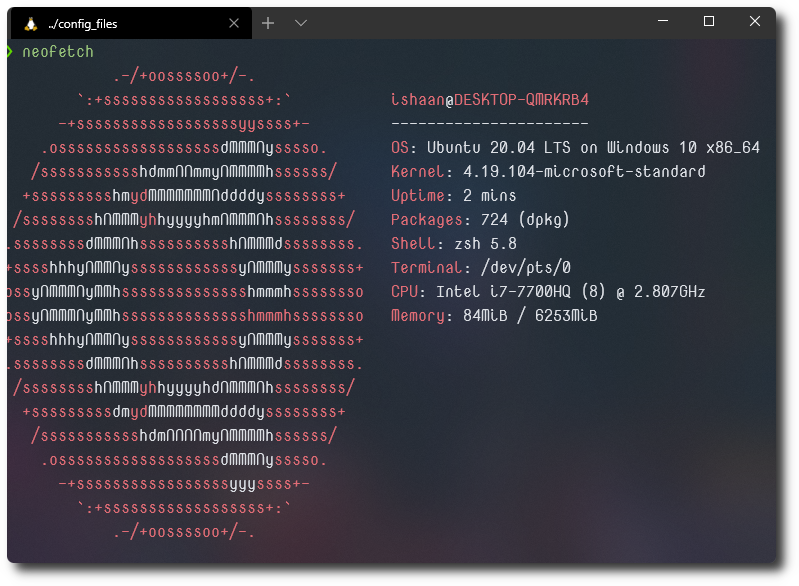 ../config_files
❯ neofetch
.-/+oossssoo+/-.
`:+ssssssssssssssssss+:`
-+ssssssssssssssssssyyssss+-
.ossssssssssssssssssdMMMNysssso.
/ssssssssssshdmmNNmmyNMMMMhssssss/
+ssssssssshmydMMMMMMMNddddyssssssss+
/sssssssshNMMMyhhyyyyhmNMMMNhssssssss/
.ssssssssdMMMNhsssssssssshNMMMdssssssss.
+sssshhhyNMMNyssssssssssssyNMMMysssssss+
ossyNMMMNyMMhsssssssssssssshmmmhssssssso
ossyNMMMNyMMhsssssssssssssshmmmhssssssso
+sssshhhyNMMNyssssssssssssyNMMMysssssss+
.ssssssssdMMMNhsssssssssshNMMMdssssssss.
/sssssssshNMMMyhhyyyyhdNMMMNhssssssss/
+sssssssssdmydMMMMMMMMddddyssssssss+
/ssssssssssshdmNNNNmyNMMMMhssssss/
.ossssssssssssssssssdMMMNysssso.
-+sssssssssssssssssyyyssss+-
`:+ssssssssssssssssss+:`
.-/+oossssoo+/-.
ishaan@DESKTOP-QMRKRB4
----------------------
OS: Ubuntu 20.04 LTS on Windows 10 x86_64
Kernel: 4.19.104-microsoft-standard
Uptime: 2 mins
Packages: 724 (dpkg)
Shell: zsh 5.8
Terminal: /dev/pts/0
CPU: Intel i7-7700HQ (8) @ 2.807GHz
Memory: 84MiB / 6253MiB